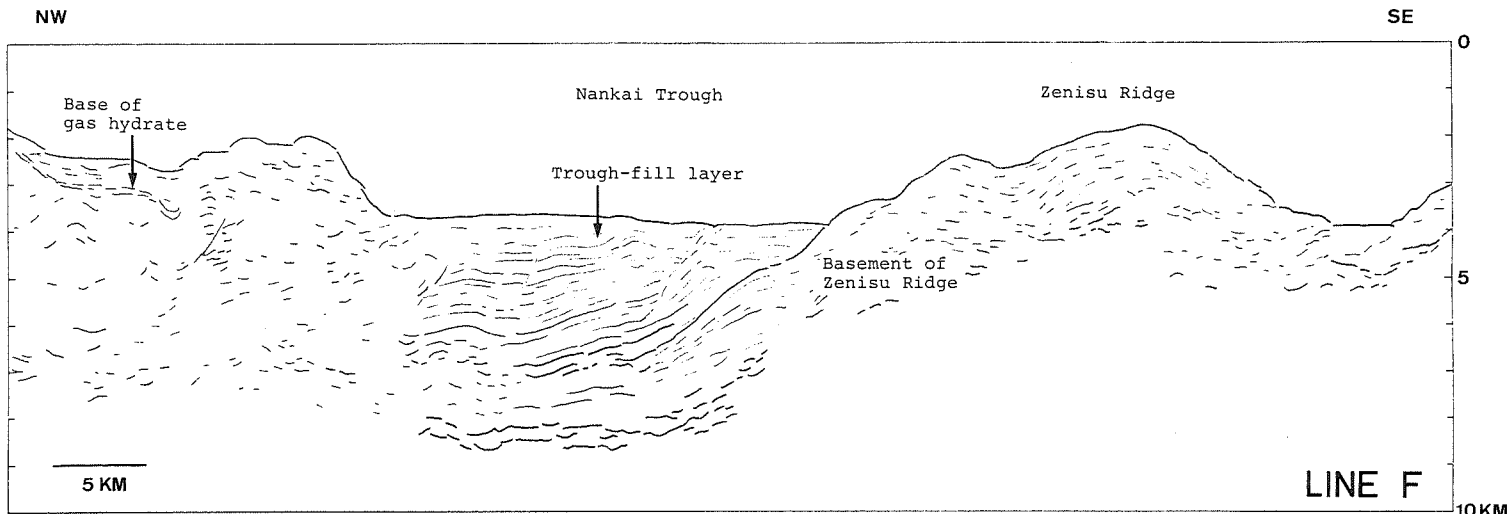 NW
SE
0
Nankai Trough
Zenisu Ridge
Base of
gas hydrate
Trough-fill layer
Basement of
Zenisu Ridge
5
5 KM
LINE F
10 KM